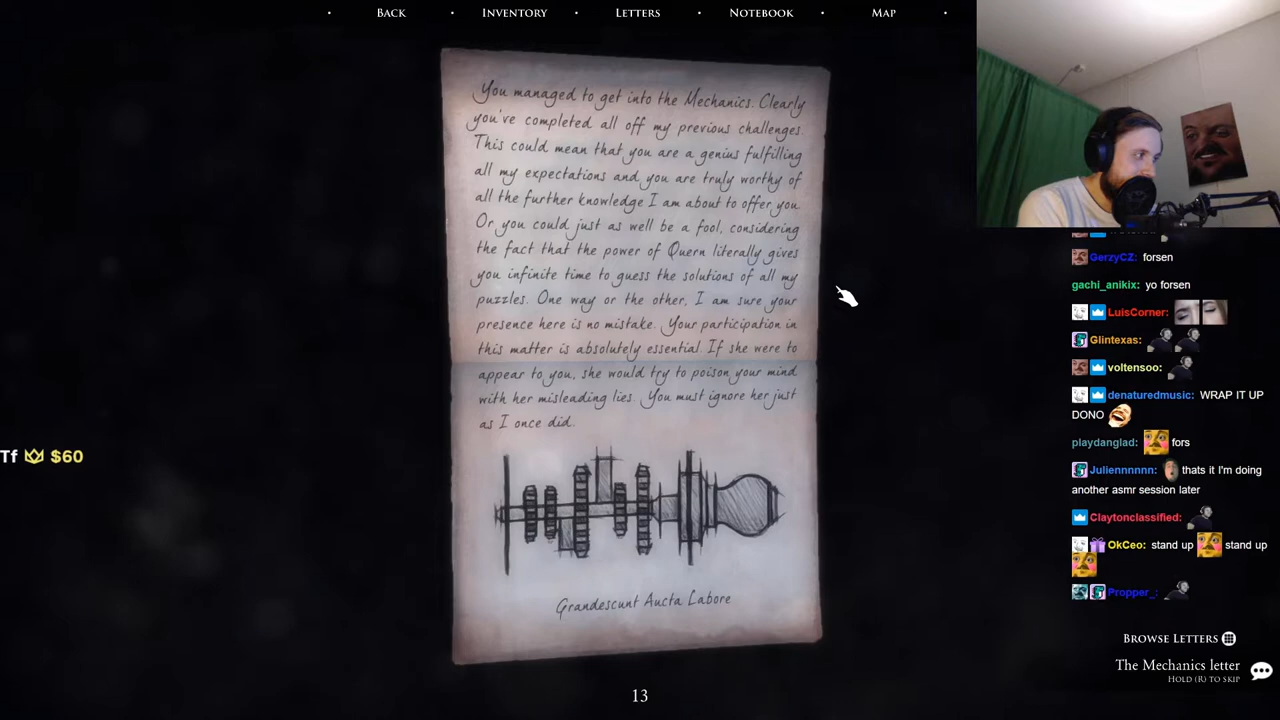 BACK
INVENTORY
LETTERS
NOTEBOOK
MAP
You managed to get into the Mechanics. Clearly
you've completed all off my previous challenges.
This could mean that you are a genius fulfilling
all my expectations and you are truly worthy of
all the further knowledge I am about to offer you.
Or you could just as well be a fool, considering
the fact that the power of Quern literally gives
you infinite time to guess the solutions of all my
puzzles. One way or the other, I am sure your
presence here is no mistake. Your participation in
this matter is absolutely essential. If she were to
appear to you, she would try to poison your mind
with her misleading lies. You must ignore her just
as I once did.
Grandescunt Aucta Labore
13
Tf $60
GerzyCZ: forsen
gachi_anikix: yo forsen
LuisCorner:
Glintexas:
voltensoo:
denaturedmusic: WRAP IT UP
DONO
playdanglad: fors
Juliennnnnn: thats it I'm doing
another asmr session later
Claytonclassified:
OkCeo: stand up stand up
Propper_:
BROWSE LETTERS
The Mechanics letter
HOLD (R) TO SKIP